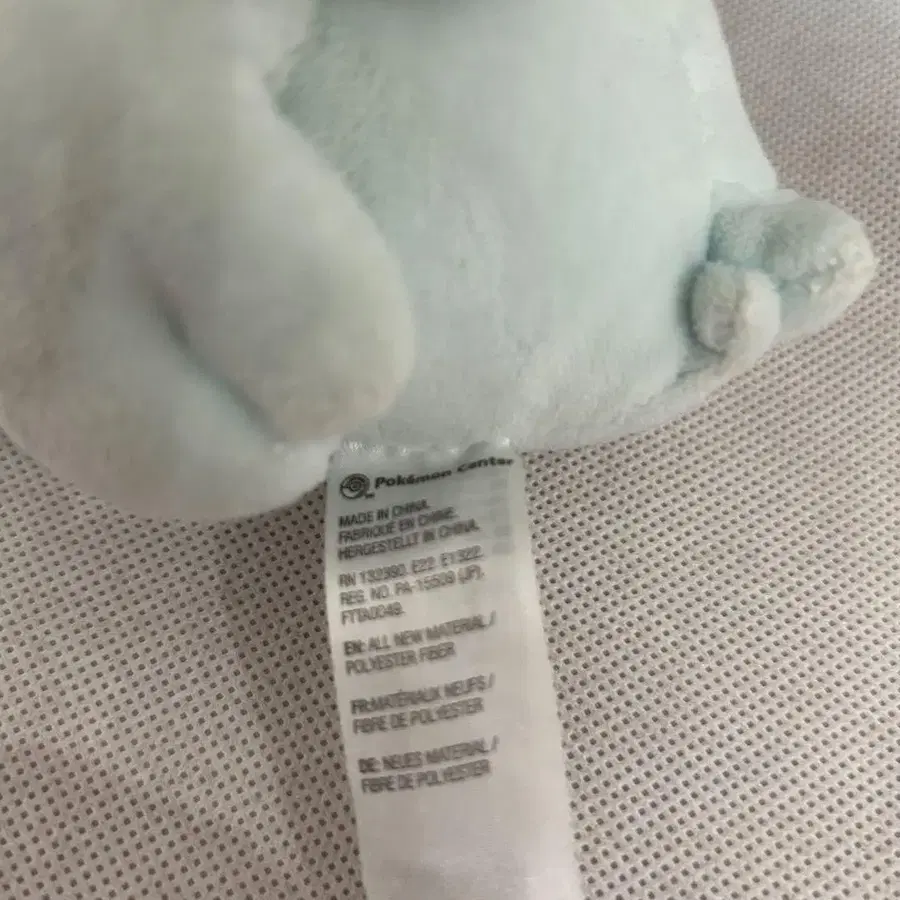 Pokémon Center
MADE IN CHINA.
FABRIQUÉ EN CHINE.
HERGESTELLT IN CHINA.
RN 132390. E22. E1322.
REG. NO. PA-15509 (JP).
FTTA0049.
EN: ALL NEW MATERIAL /
POLYESTER FIBER
FR:MATÉRIAUX NEUFS /
FIBRE DE POLYESTER
DE: NEUES MATERIAL /
FIBRE DE POLYESTER